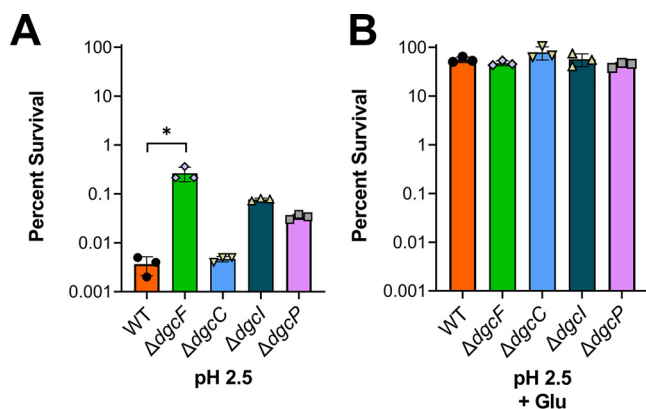 A
Percent Survival
100
10
1
0.1
0.01
0.001
*
WT
ΔdgcF
ΔdgcC
ΔdgcI
ΔdgcP
pH 2.5
B
Percent Survival
100
10
1
0.1
0.01
0.001
WT
ΔdgcF
ΔdgcC
ΔdgcI
ΔdgcP
pH 2.5
+ Glu